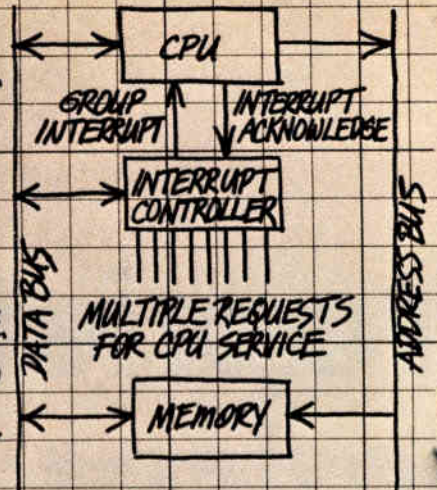 CPU
GROUP
INTERRUPT
INTERRUPT
ACKNOWLEDGE
INTERRUPT
CONTROLLER
DATA BUS
ADDRESS BUS
MULTIPLE REQUESTS
FOR CPU SERVICE
MEMORY